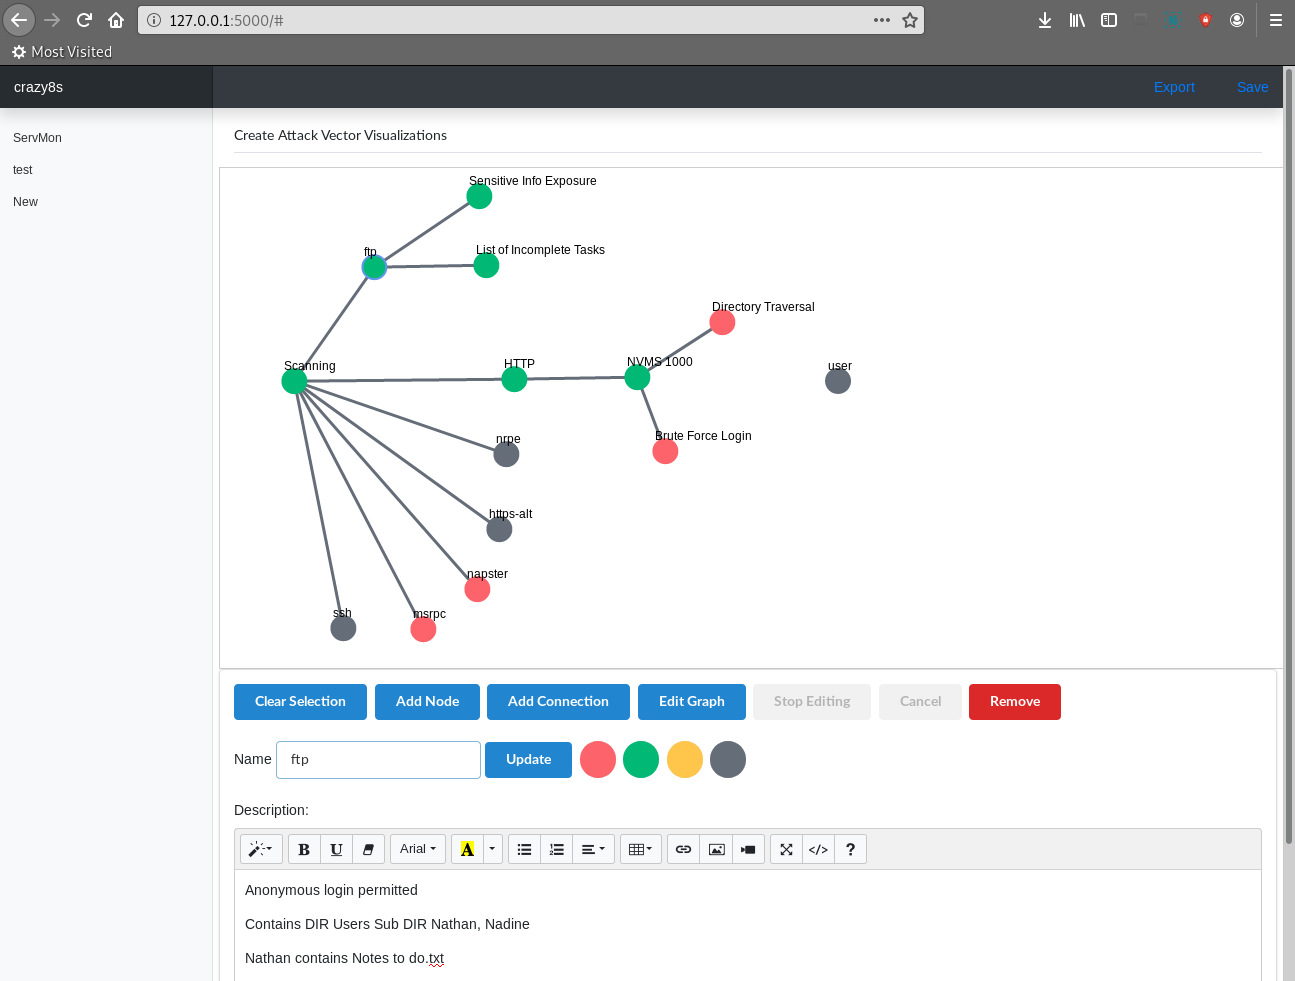 127.0.0.1:5000/#
Most Visited
crazy8s
Export
Save
ServMon
test
New
Create Attack Vector Visualizations
Sensitive Info Exposure
ftp
List of Incomplete Tasks
Directory Traversal
Scanning
HTTP
NVMS 1000
user
Brute Force Login
nrpe
https-alt
napster
ssh
msrpc
Clear Selection
Add Node
Add Connection
Edit Graph
Stop Editing
Cancel
Remove
Name
ftp
Update
Description:
B
U
Arial
A
</>
?
Anonymous login permitted
Contains DIR Users Sub DIR Nathan, Nadine
Nathan contains Notes to do.txt